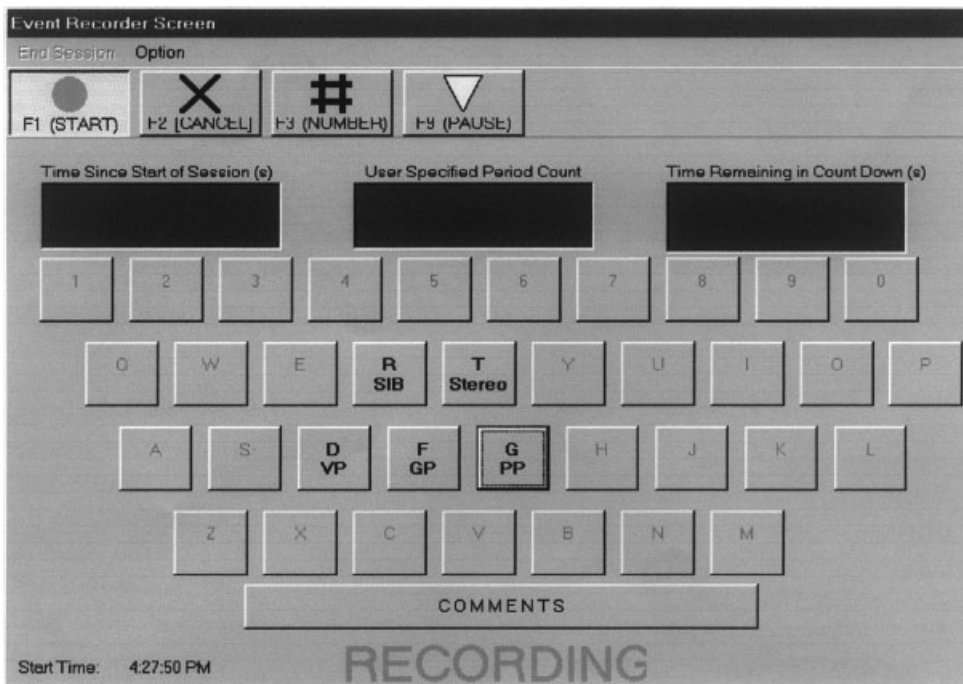 Event Recorder Screen
End Session Option
F1 (START) F2 [CANCEL] F3 (NUMBER) F9 (PAUSE)
Time Since Start of Session (s) User Specified Period Count Time Remaining in Count Down (s)
1 2 3 4 5 6 7 8 9 0
Q W E R T Y U I O P
SIB Stereo
A S D F G H J K L
VP GP PP
Z X C V B N M
COMMENTS
Start Time: 4:27:50 PM RECORDING